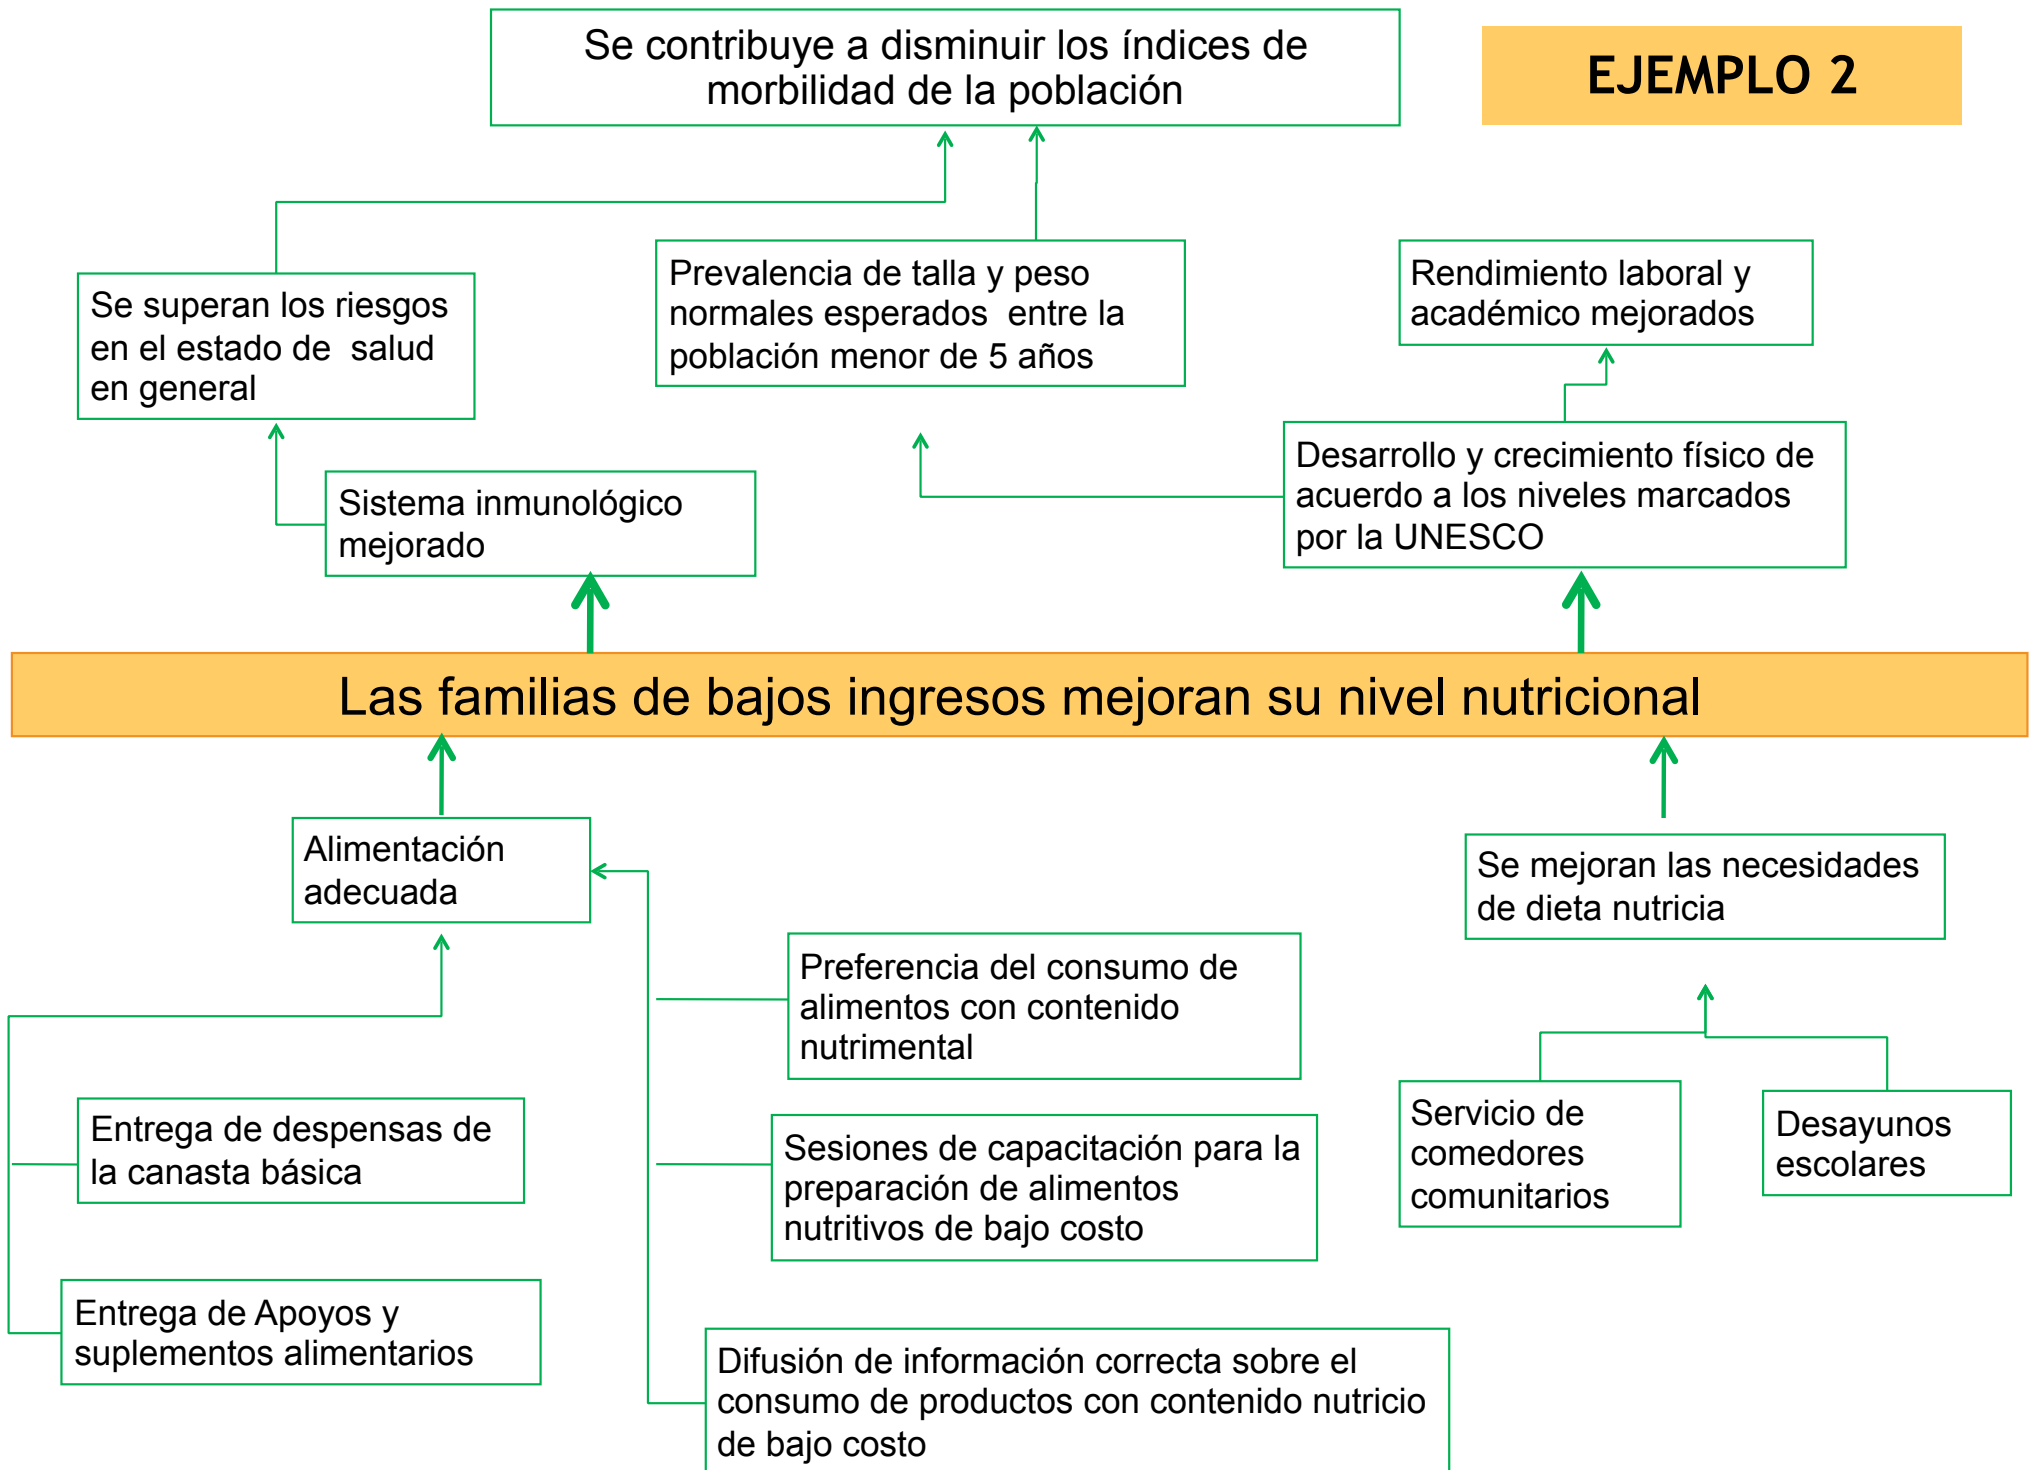 Se contribuye a disminuir los índices de
morbilidad de la población
EJEMPLO 2
Se superan los riesgos
en el estado de  salud
en general
Prevalencia de talla y peso
normales esperados  entre la
población menor de 5 años
Rendimiento laboral y
académico mejorados
Sistema inmunológico
mejorado
Desarrollo y crecimiento físico de
acuerdo a los niveles marcados
por la UNESCO
Las familias de bajos ingresos mejoran su nivel nutricional
Alimentación
adecuada
Se mejoran las necesidades
de dieta nutricia
Preferencia del consumo de
alimentos con contenido
nutrimental
Entrega de despensas de
la canasta básica
Sesiones de capacitación para la
preparación de alimentos
nutritivos de bajo costo
Servicio de
comedores
comunitarios
Desayunos
escolares
Entrega de Apoyos y
suplementos alimentarios
Difusión de información correcta sobre el
consumo de productos con contenido nutricio
de bajo costo